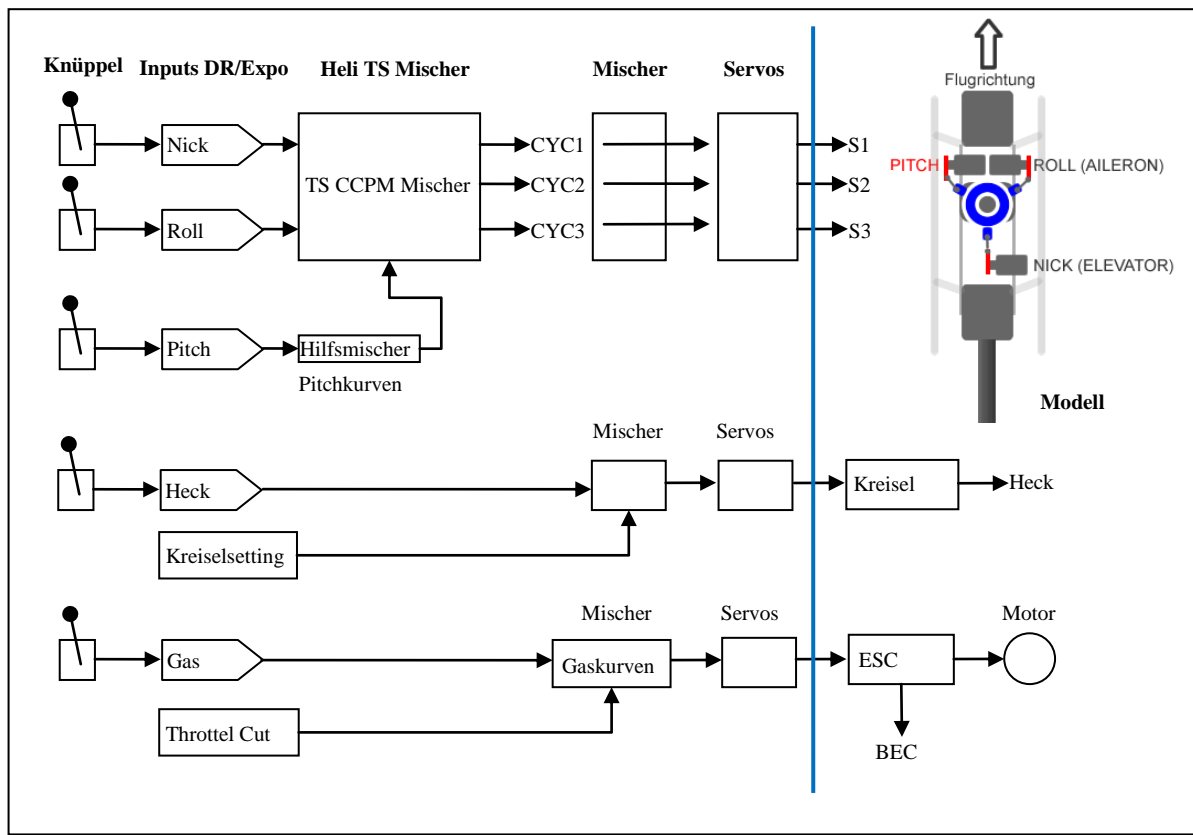 Knüppel
Inputs DR/Expo
Heli TS Mischer
Mischer
Servos
Flugrichtung
Nick
CYC1
S1
PITCH
ROLL (AILERON)
TS CCPM Mischer
CYC2
S2
Roll
CYC3
S3
NICK (ELEVATOR)
Pitch
Hilfsmischer
Pitchkurven
Modell
Mischer
Servos
Heck
Kreisel
Heck
Kreiselsetting
Mischer
Servos
Motor
Gas
Gaskurven
ESC
Throttel Cut
BEC